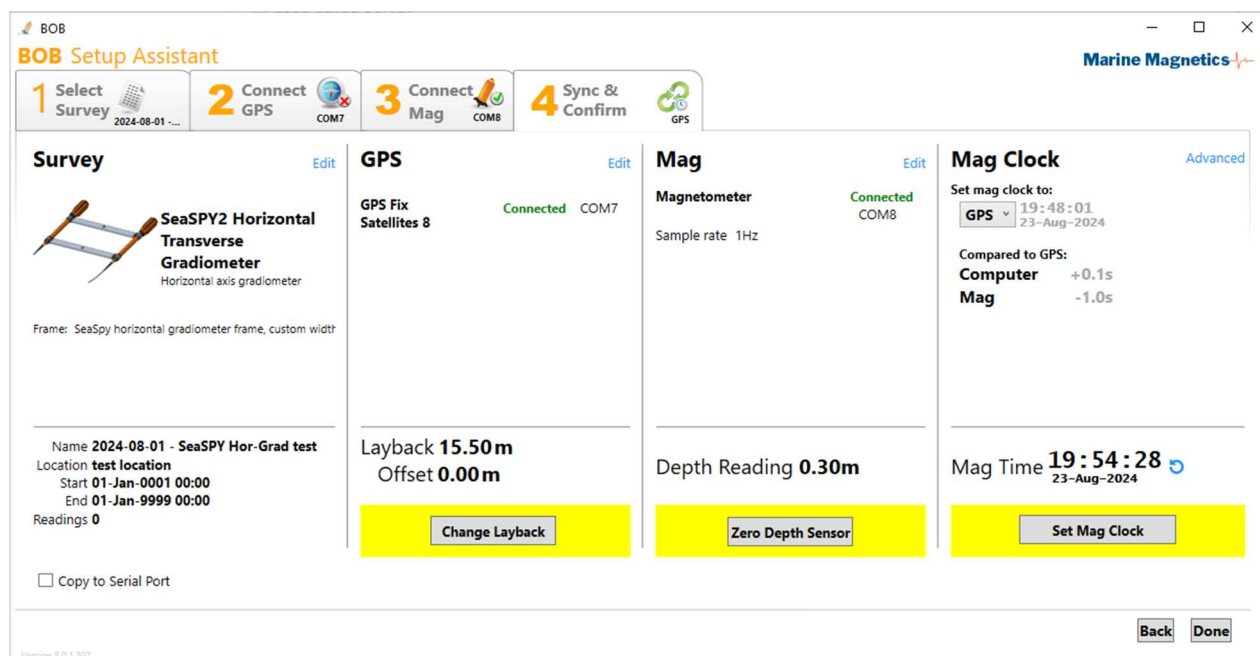 BOB
BOB Setup Assistant
Marine Magnetics
1 Select Survey 2024-08-01 -...
2 Connect GPS COM7
3 Connect Mag COM8
4 Sync & Confirm GPS
Survey Edit
SeaSPY2 Horizontal
Transverse
Gradiometer
Horizontal axis gradiometer
Frame: SeaSpy horizontal gradiometer frame, custom width
Name 2024-08-01 - SeaSPY Hor-Grad test
Location test location
Start 01-Jan-0001 00:00
End 01-Jan-9999 00:00
Readings 0
Copy to Serial Port
GPS Edit
GPS Fix Connected COM7
Satellites 8
Layback 15.50 m
Offset 0.00 m
Change Layback
Mag Edit
Magnetometer Connected
COM8
Sample rate 1Hz
Depth Reading 0.30m
Zero Depth Sensor
Mag Clock Advanced
Set mag clock to:
GPS 19:48:01
23-Aug-2024
Compared to GPS:
Computer +0.1s
Mag -1.0s
Mag Time 19:54:28
23-Aug-2024
Set Mag Clock
Back Done